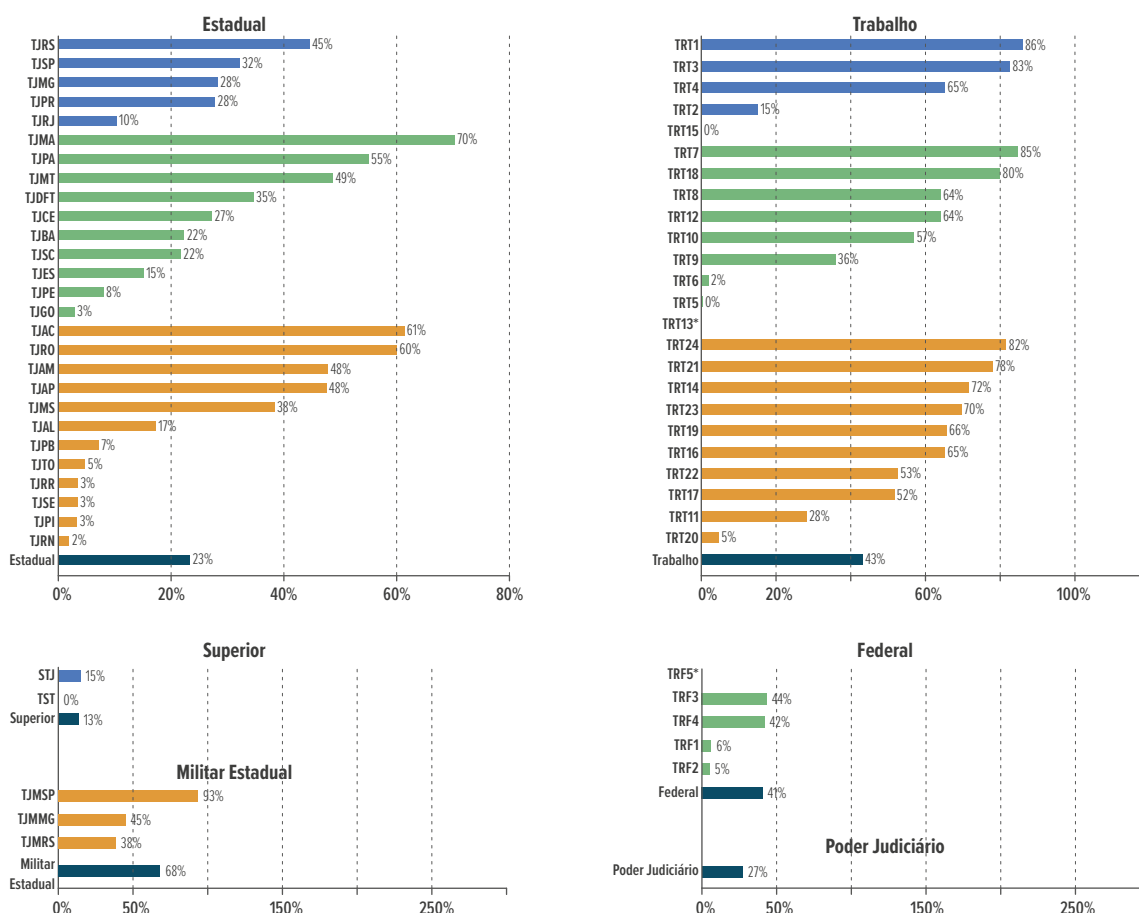 Estadual
TJRS 45%
TJSP 32%
TJMG 28%
TJPR 28%
TJRJ 10%
TJMA 70%
TJPA 55%
TJMT 49%
TJDFT 35%
TJCE 27%
TJBA 22%
TJSC 22%
TJES 15%
TJPE 8%
TJGO 3%
TJAC 61%
TJRO 60%
TJAM 48%
TJAP 48%
TJMS 38%
TJAL 17%
TJPB 7%
TJTO 5%
TJRR 3%
TJSE 3%
TJPI 3%
TJRN 2%
Estadual 23%
0% 20% 40% 60% 80%
Trabalho
TRT1 86%
TRT3 83%
TRT4 65%
TRT2 15%
TRT15 0%
TRT7 85%
TRT18 80%
TRT8 64%
TRT12 64%
TRT10 57%
TRT9 36%
TRT6 2%
TRT5 0%
TRT13*
TRT24 82%
TRT21 78%
TRT14 72%
TRT23 70%
TRT19 66%
TRT16 65%
TRT22 53%
TRT17 52%
TRT11 28%
TRT20 5%
Trabalho 43%
0% 20% 60% 100%
Superior
STJ 15%
TST 0%
Superior 13%
Militar Estadual
TJMSP 93%
TJMMG 45%
TJMRS 38%
Militar
Estadual 68%
0% 50% 150% 250%
Federal
TRF5*
TRF3 44%
TRF4 42%
TRF1 6%
TRF2 5%
Federal 41%
Poder Judiciário
Poder Judiciário 27%
0% 50% 150% 250%